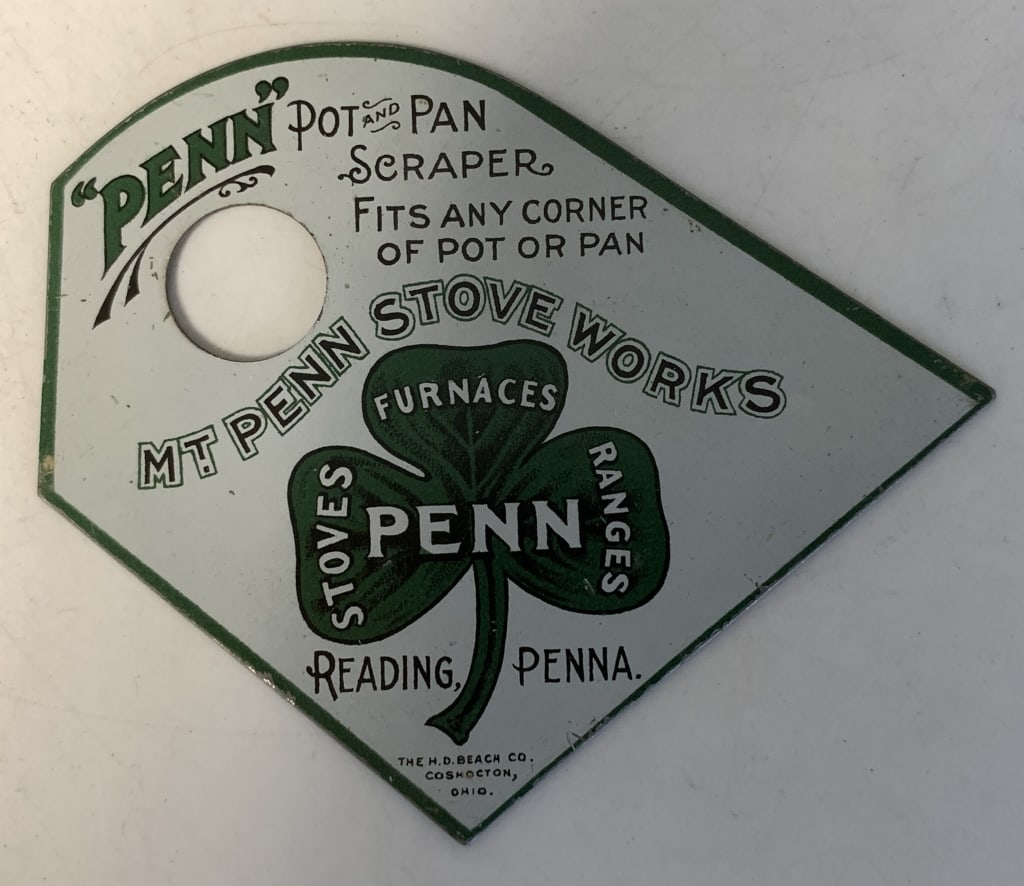 "PENN" POT AND PAN
SCRAPER
FITS ANY CORNER
OF POT OR PAN
MT. PENN STOVE WORKS
FURNACES
STOVES
PENN
RANGES
READING, PENNA.
THE H.D. BEACH CO.
COSHOCTON,
OHIO.